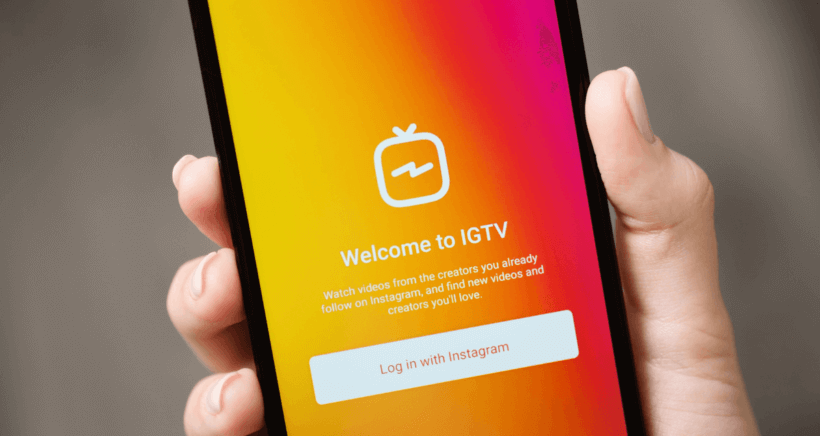 Welcome to IGTV
Watch videos from the creators you already
follow on Instagram, and find new videos and
creators you'll love.
Log in with Instagram